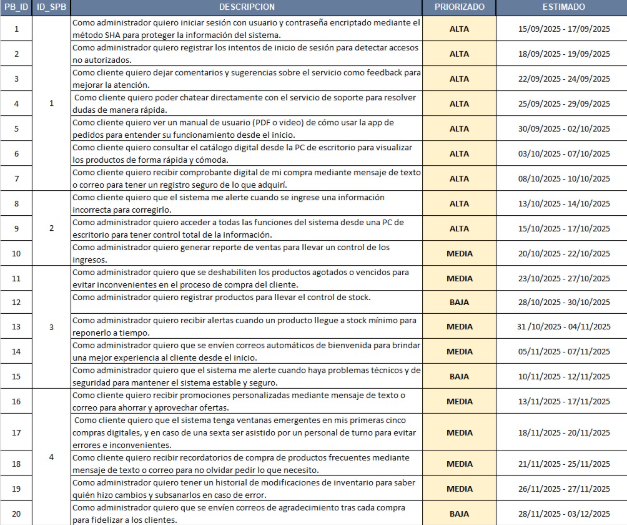 PB_ID ID_SPB DESCRIPCION PRIORIZADO ESTIMADO
1 Como administrador quiero iniciar sesión con usuario y contraseña encriptado mediante el
método SHA para proteger la información del sistema. ALTA 15/09/2025 - 17/09/2025
2 Como administrador quiero registrar los intentos de inicio de sesión para detectar accesos
no autorizados. ALTA 18/09/2025 - 19/09/2025
3 Como cliente quiero dejar comentarios y sugerencias sobre el servicio como feedback para
mejorar la atención. ALTA 22/09/2025 - 24/09/2025
4 1 Como cliente quiero poder chatear directamente con el servicio de soporte para resolver
dudas de manera rápida. ALTA 25/09/2025 - 29/09/2025
5 Como cliente quiero ver un manual de usuario (PDF o video) de cómo usar la app de
pedidos para entender su funcionamiento desde el inicio. ALTA 30/09/2025 - 02/10/2025
6 Como cliente quiero consultar el catálogo digital desde la PC de escritorio para visualizar
los productos de forma rápida y cómoda. ALTA 03/10/2025 - 07/10/2025
7 Como cliente quiero recibir comprobante digital de mi compra mediante mensaje de texto
o correo para tener un registro seguro de lo que adquirí. ALTA 08/10/2025 - 10/10/2025
8 Como cliente quiero que el sistema me alerte cuando se ingrese una información
incorrecta para corregirlo. ALTA 13/10/2025 - 14/10/2025
9 2 Como administrador quiero acceder a todas las funciones del sistema desde una PC de
escritorio para tener control total de la información. ALTA 15/10/2025 - 17/10/2025
10 Como administrador quiero generar reporte de ventas para llevar un control de los
ingresos. MEDIA 20/10/2025 - 22/10/2025
11 Como administrador quiero que se deshabiliten los productos agotados o vencidos para
evitar inconvenientes en el proceso de compra del cliente. MEDIA 23/10/2025 - 27/10/2025
12 Como administrador quiero registrar productos para llevar el control de stock. BAJA 28/10/2025 - 30/10/2025
13 3 Como administrador quiero recibir alertas cuando un producto llegue a stock mínimo para
reponerlo a tiempo. MEDIA 31/10/2025 - 04/11/2025
14 Como administrador quiero que se envíen correos automáticos de bienvenida para brindar
una mejor experiencia al cliente desde el inicio. MEDIA 05/11/2025 - 07/11/2025
15 Como administrador quiero que el sistema me alerte cuando haya problemas técnicos y de
seguridad para mantener el sistema estable y seguro. BAJA 10/11/2025 - 12/11/2025
16 Como cliente quiero recibir promociones personalizadas mediante mensaje de texto o
correo para ahorrar y aprovechar ofertas. MEDIA 13/11/2025 - 17/11/2025
17 Como cliente quiero que el sistema tenga ventanas emergentes en mis primeras cinco
compras digitales, y en caso de una sexta ser asistido por un personal de turno para evitar
errores e inconvenientes. MEDIA 18/11/2025 - 20/11/2025
18 4 Como cliente quiero recibir recordatorios de compra de productos frecuentes mediante
mensaje de texto o correo para no olvidar pedir lo que necesito. MEDIA 21/11/2025 - 25/11/2025
19 Como administrador quiero tener un historial de modificaciones de inventario para saber
quién hizo cambios y subsanarlos en caso de error. MEDIA 26/11/2025 - 27/11/2025
20 Como administrador quiero que se envíen correos de agradecimiento tras cada compra
para fidelizar a los clientes. BAJA 28/11/2025 - 03/12/2025